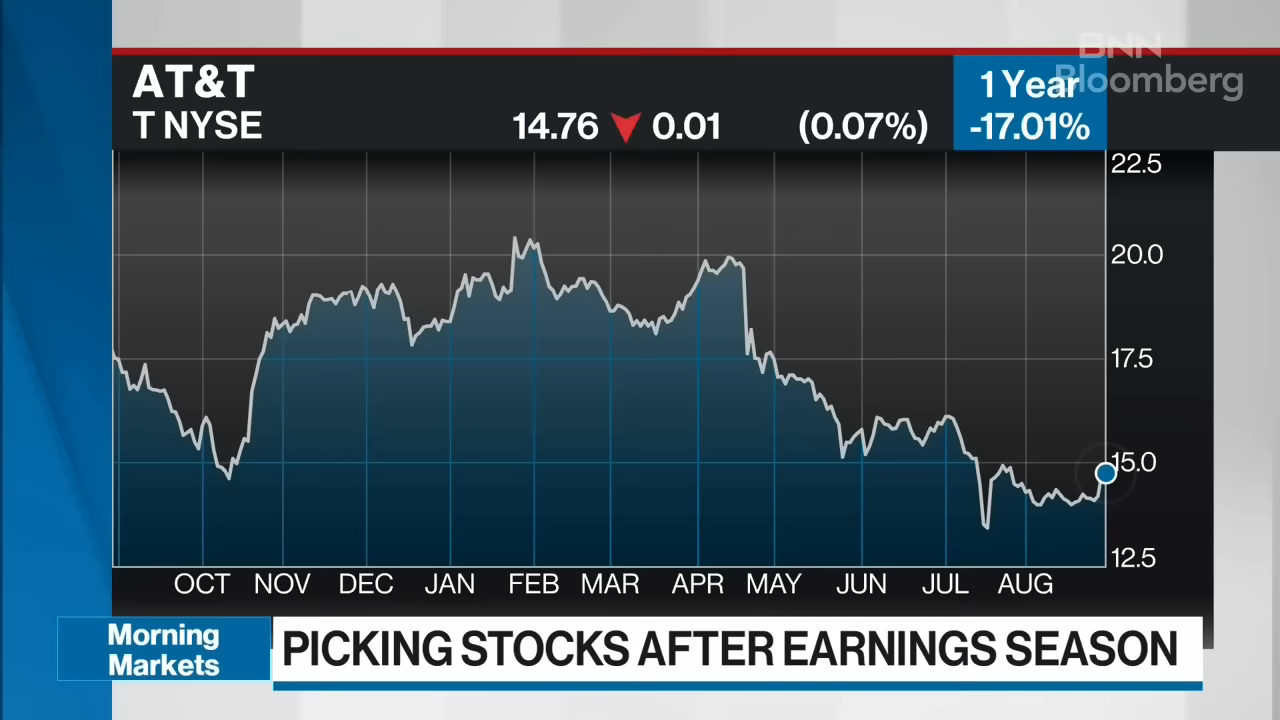 BNN
Bloomberg
AT&T
T NYSE
14.76 0.01 (0.07%)
1 Year
-17.01%
22.5
20.0
17.5
15.0
12.5
OCT NOV DEC JAN FEB MAR APR MAY JUN JUL AUG
Morning
Markets
PICKING STOCKS AFTER EARNINGS SEASON